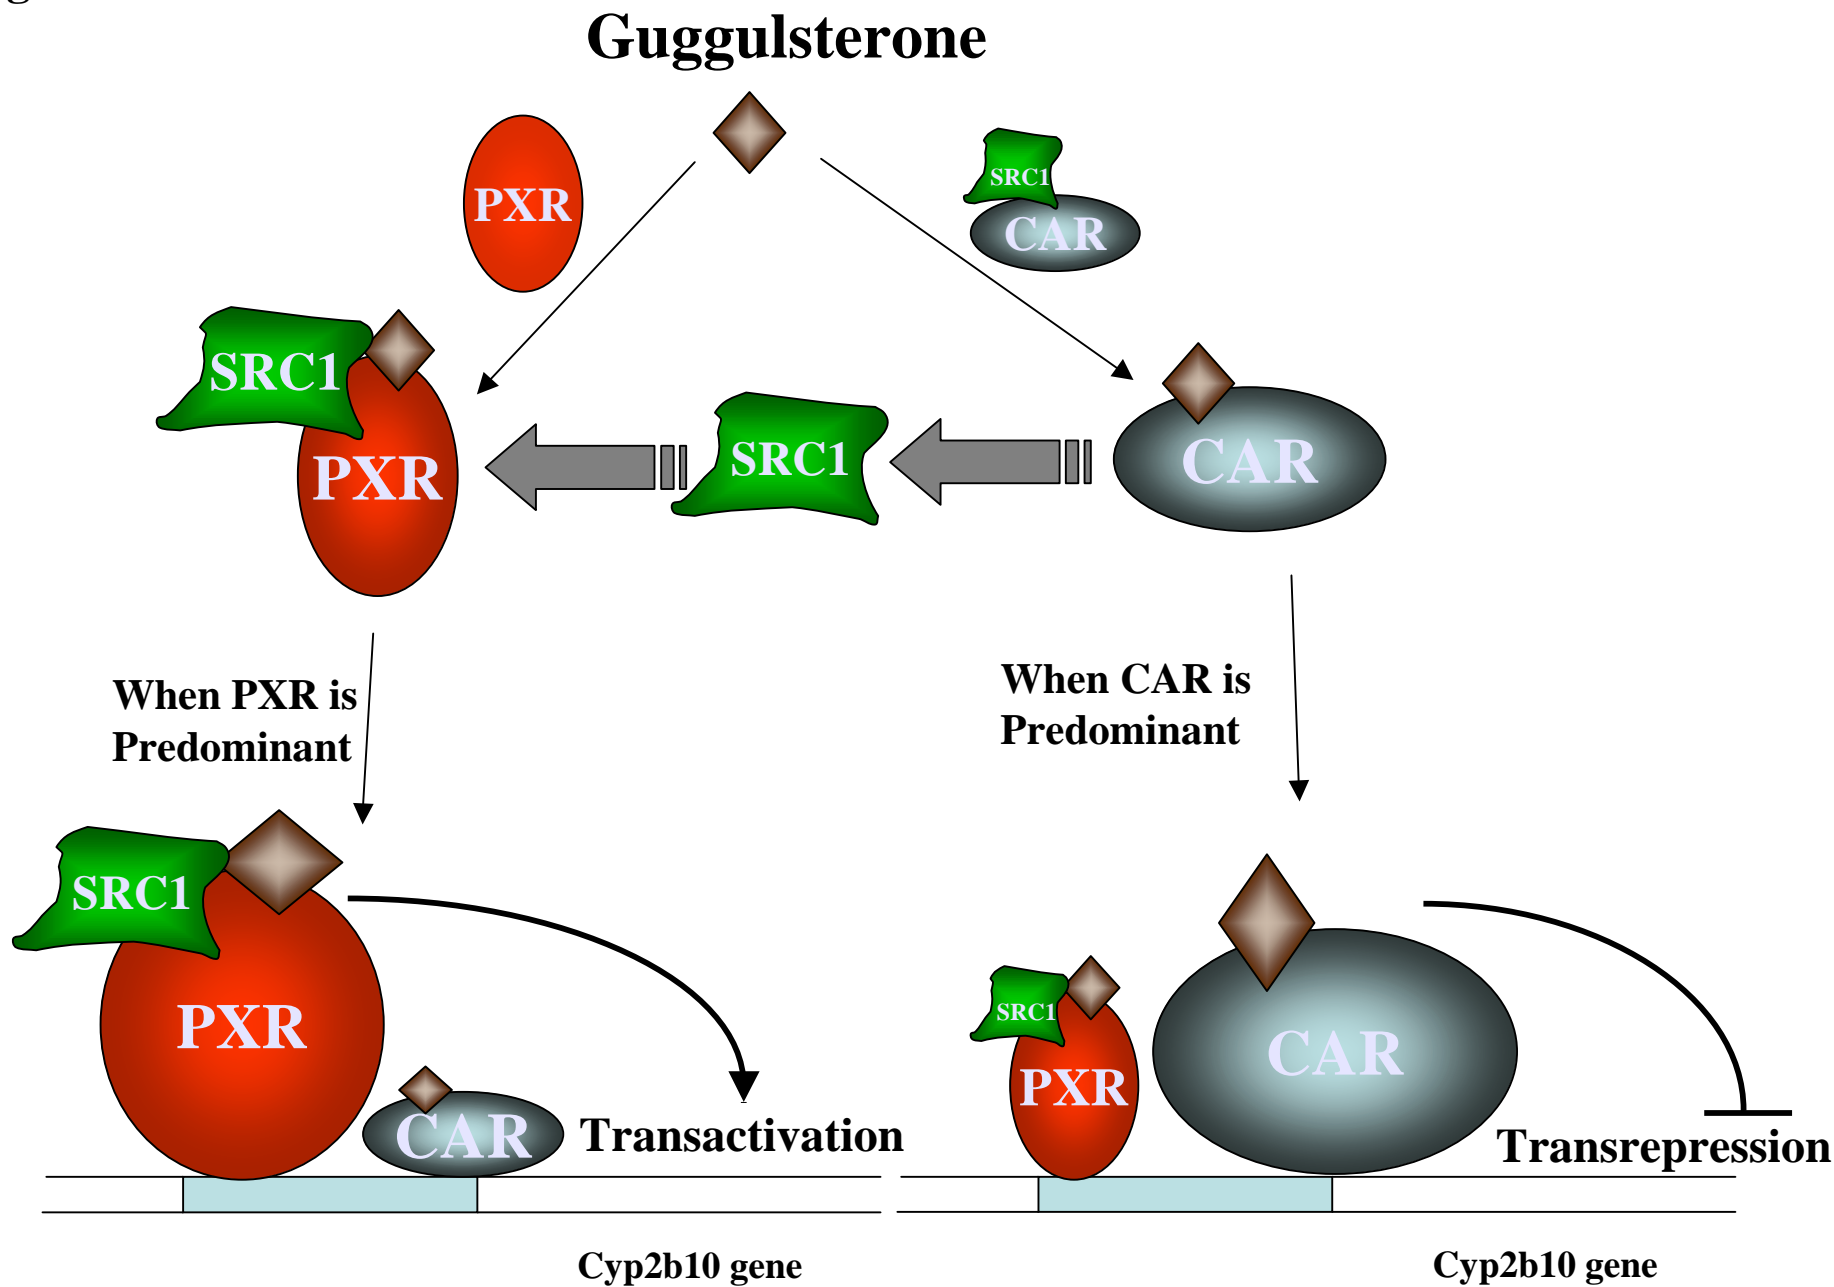 Guggulsterone
SRC1
PXR
CAR
SRC1
SRC1
PXR
CAR
When PXR is
Predominant
When CAR is
Predominant
SRC1
SRC1
PXR
CAR
PXR
CAR
Transactivation
Transrepression
Cyp2b10 gene
Cyp2b10 gene